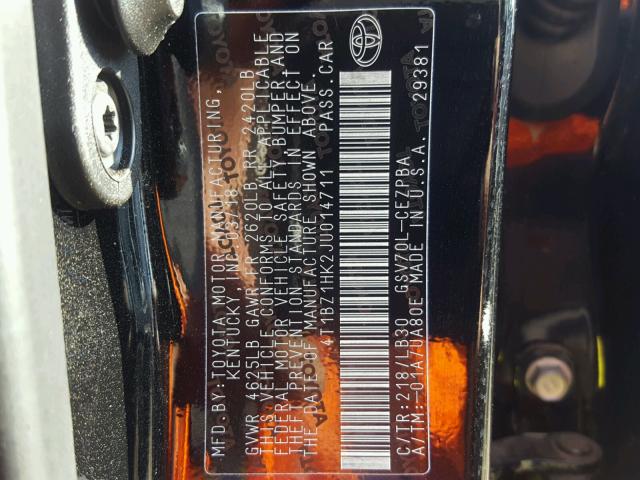 MFD. BY: TOYOTA MOTOR MANUFACTURING,
KENTUCKY, INC. 03/18
GVWR 4625LB GAWR FR 2620LB RR 2420LB
THIS VEHICLE CONFORMS TO ALL APPLICABLE
FEDERAL MOTOR VEHICLE SAFETY, BUMPER, AND
THEFT PREVENTION STANDARDS IN EFFECT ON
THE DATE OF MANUFACTURE SHOWN ABOVE.
4T1BZ1HK2JU014711 PASS.CAR
C/TR:218/LB30 GSV70L-CEZPBA
A/TM:-01A/UA80E MADE IN U.S.A. 29381